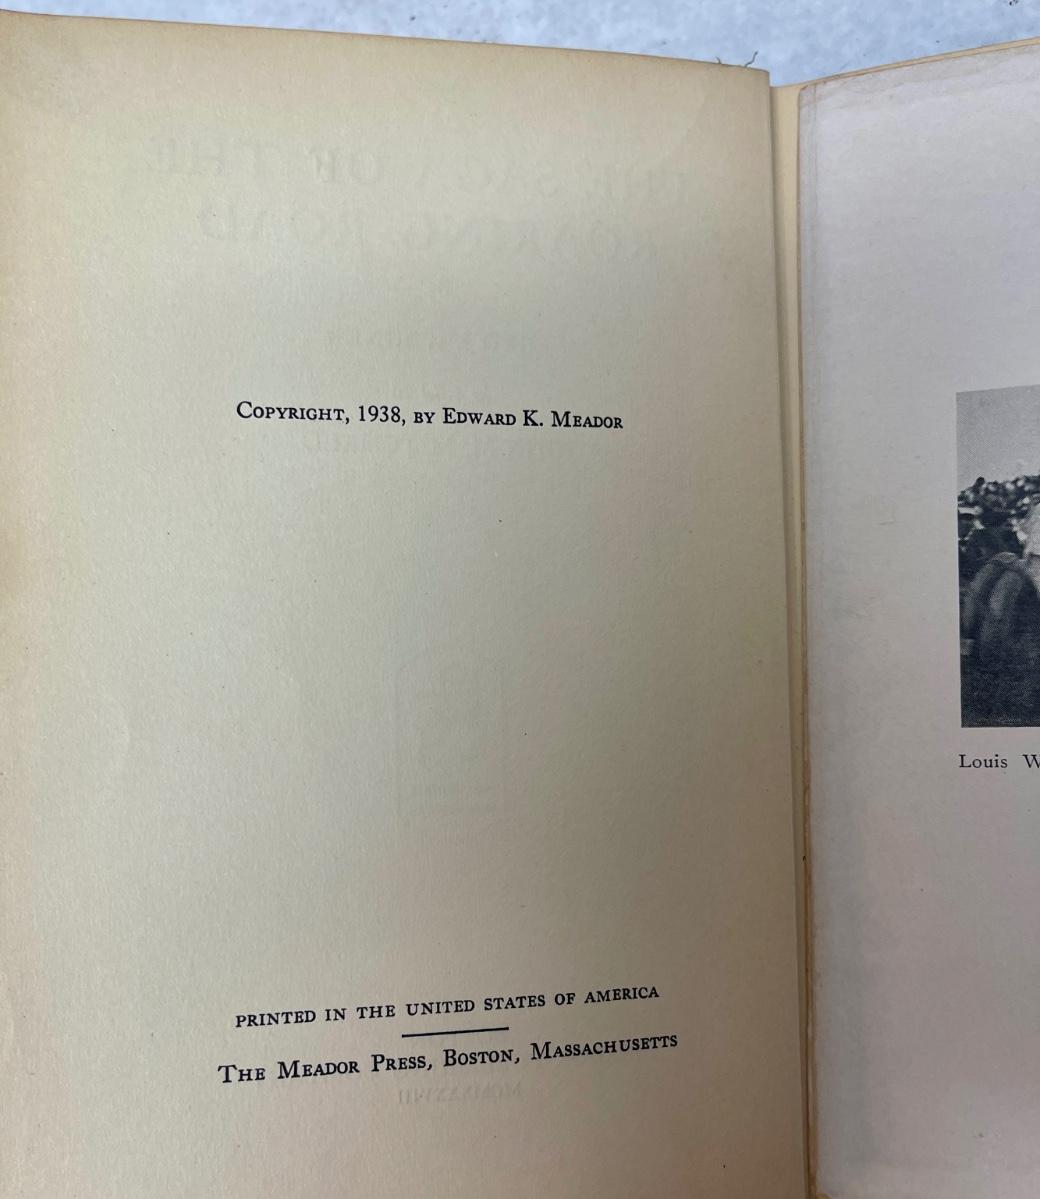 COPYRIGHT, 1938, BY EDWARD K. MEADOR
PRINTED IN THE UNITED STATES OF AMERICA
THE MEADOR PRESS, BOSTON, MASSACHUSETTS
Louis W